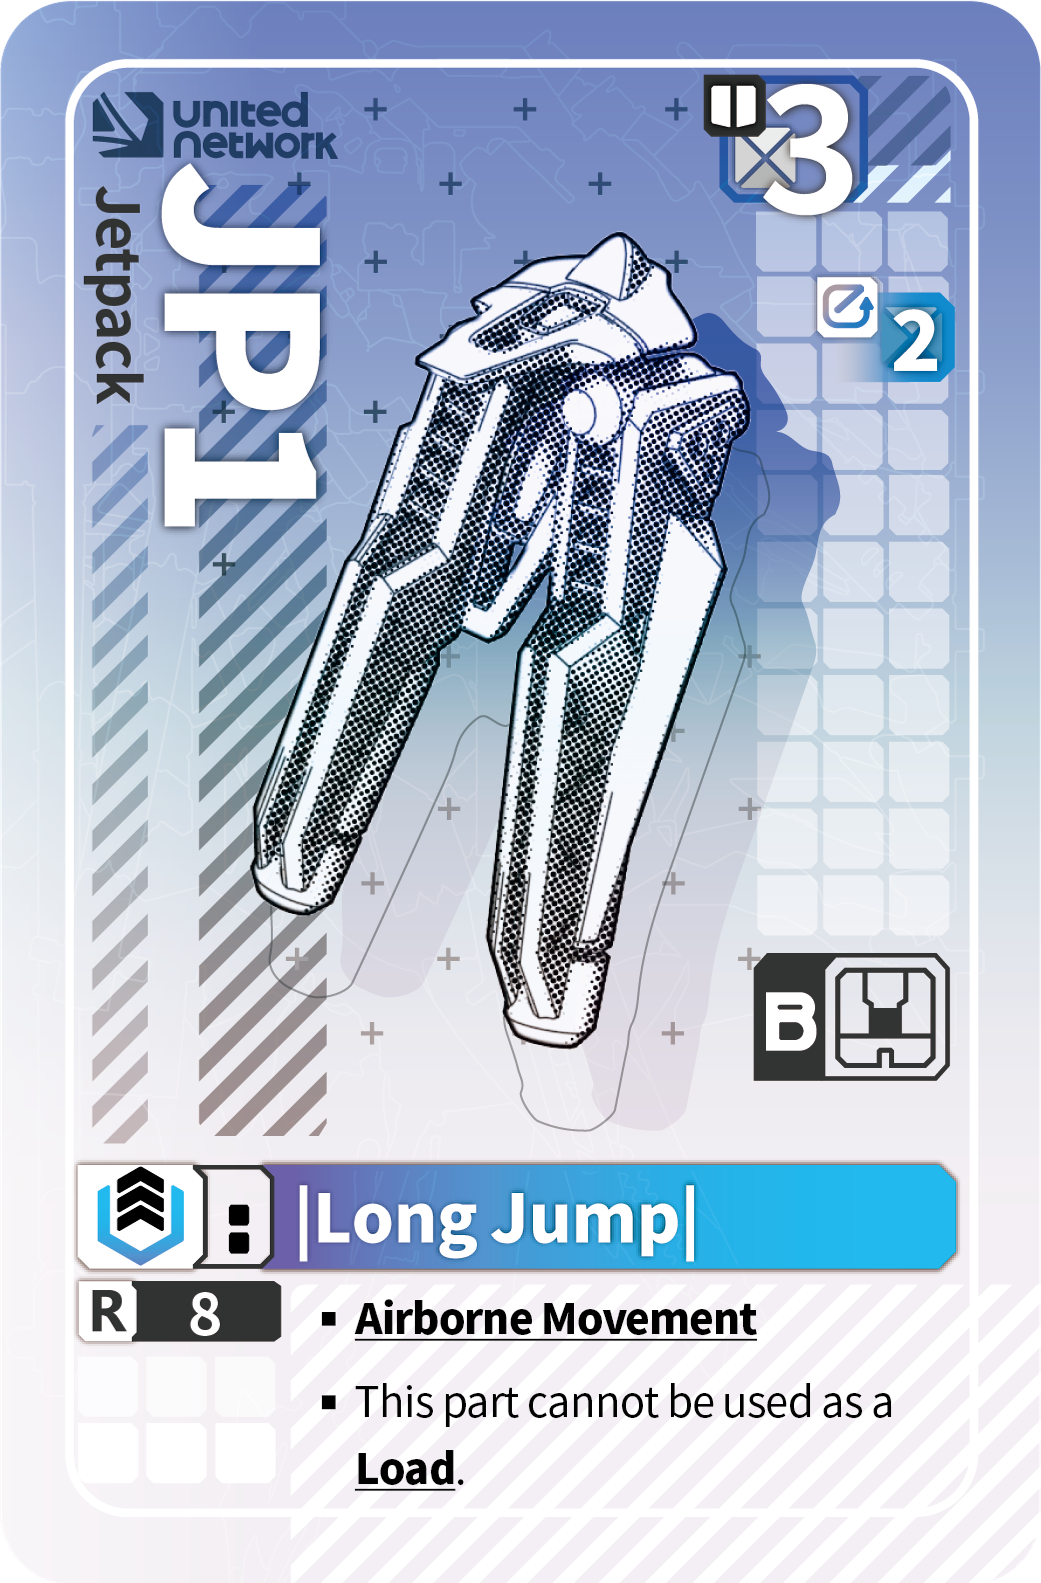 UNITED
NETWORK
3
Jetpack
JP1
2
B
|Long Jump|
R 8
▪ Airborne Movement
▪ This part cannot be used as a
Load.